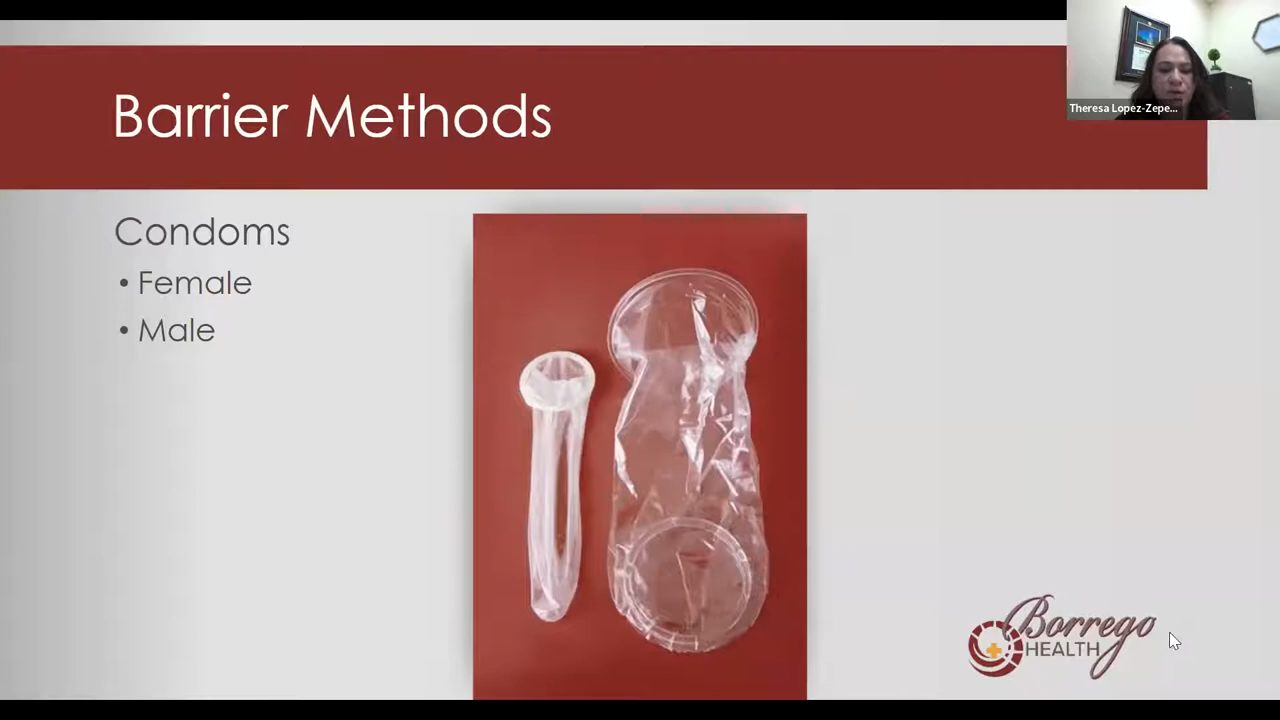 Barrier Methods
Theresa Lopez-Zepe...
Condoms
• Female
• Male
Borrego
HEALTH